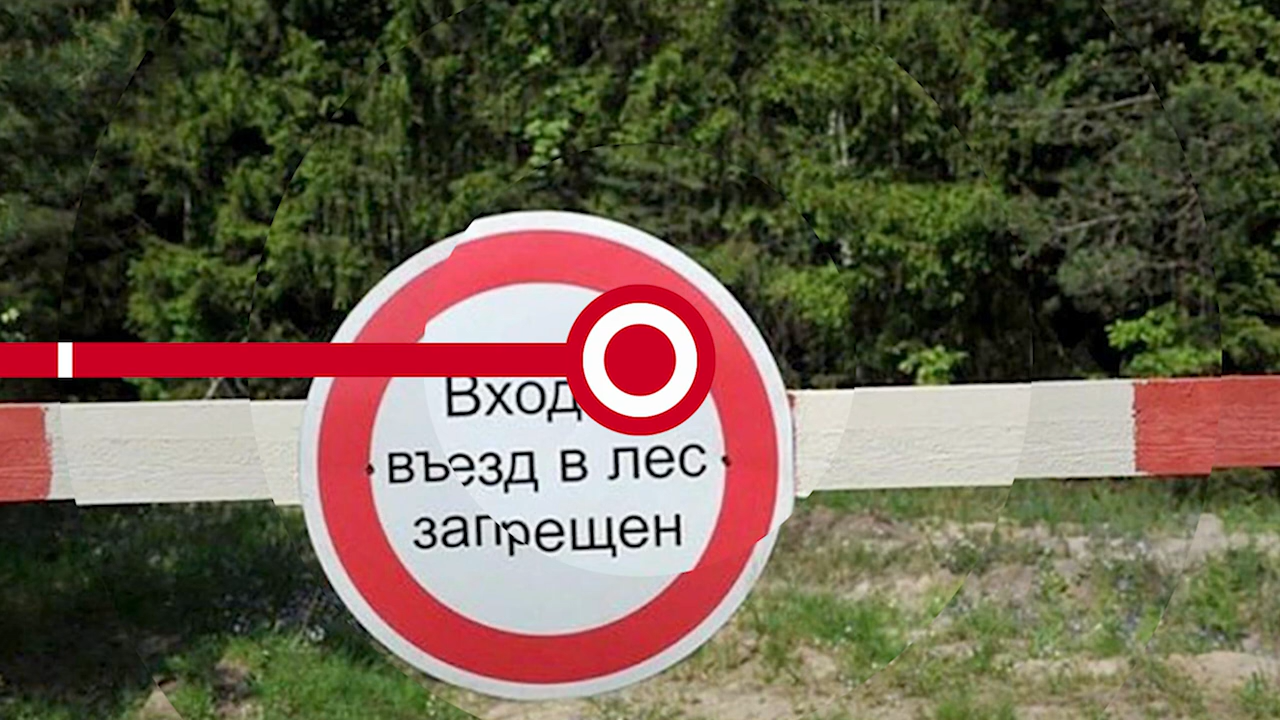 Вход
въезд в лес
запрещен